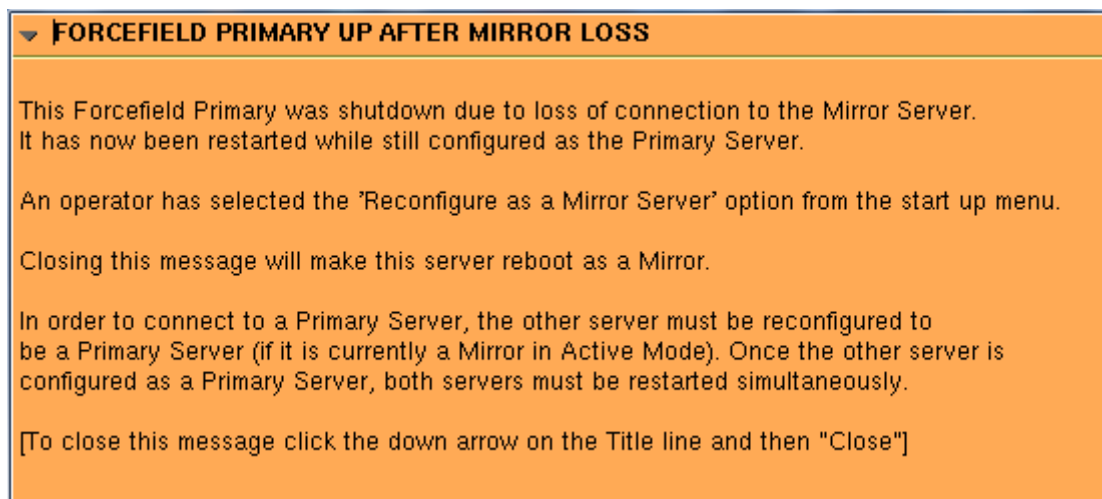 FORCEFIELD PRIMARY UP AFTER MIRROR LOSS
This Forcefield Primary was shutdown due to loss of connection to the Mirror Server.
It has now been restarted while still configured as the Primary Server.
An operator has selected the 'Reconfigure as a Mirror Server' option from the start up menu.
Closing this message will make this server reboot as a Mirror.
In order to connect to a Primary Server, the other server must be reconfigured to
be a Primary Server (if it is currently a Mirror in Active Mode). Once the other server is
configured as a Primary Server, both servers must be restarted simultaneously.
[To close this message click the down arrow on the Title line and then "Close"]